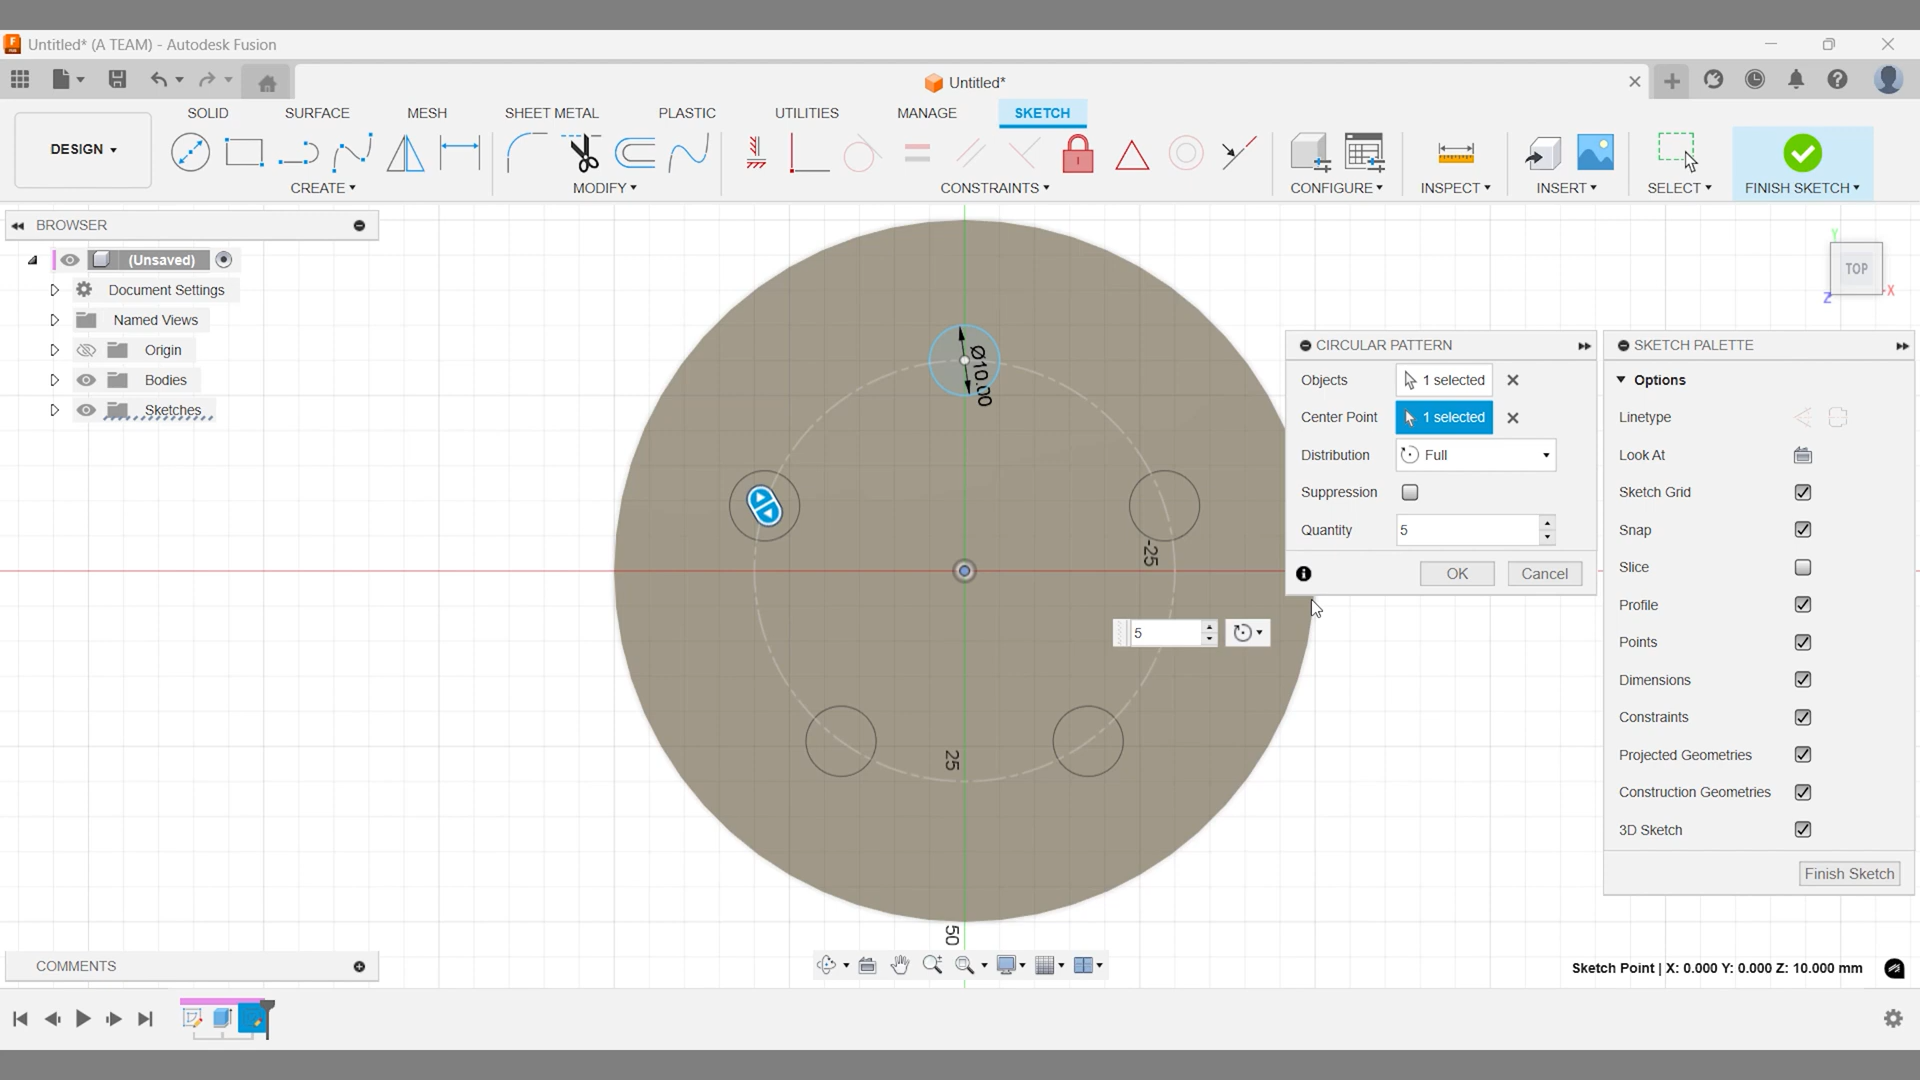 Untitled* (A TEAM) - Autodesk Fusion
Untitled*
SOLID SURFACE MESH SHEET METAL PLASTIC UTILITIES MANAGE SKETCH
DESIGN
CREATE MODIFY CONSTRAINTS CONFIGURE INSPECT INSERT SELECT FINISH SKETCH
BROWSER
(Unsaved)
Document Settings
Named Views
Origin
Bodies
Sketches
Y
TOP
X
Z
Ø10.00
-25
25
50
5
CIRCULAR PATTERN
Objects 1 selected
Center Point 1 selected
Distribution Full
Suppression
Quantity 5
OK Cancel
SKETCH PALETTE
Options
Linetype
Look At
Sketch Grid
Snap
Slice
Profile
Points
Dimensions
Constraints
Projected Geometries
Construction Geometries
3D Sketch
Finish Sketch
COMMENTS
Sketch Point | X: 0.000 Y: 0.000 Z: 10.000 mm